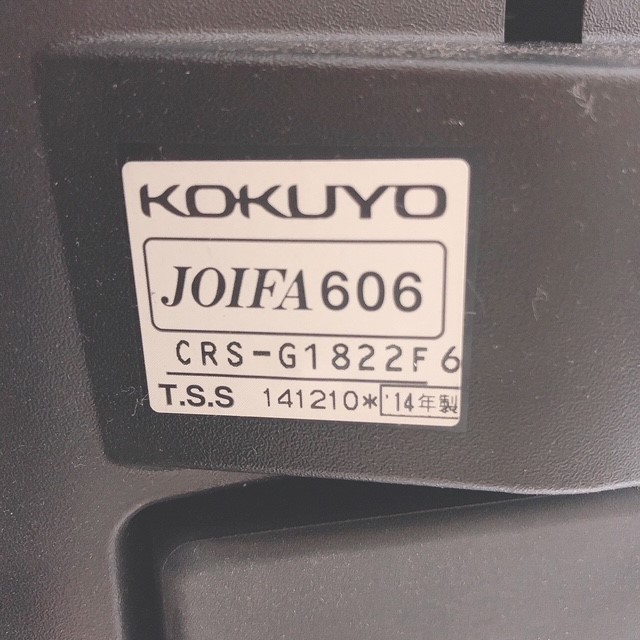 KOKUYO
JOIFA606
CRS-G1822F6
T.S.S 141210* '14年製